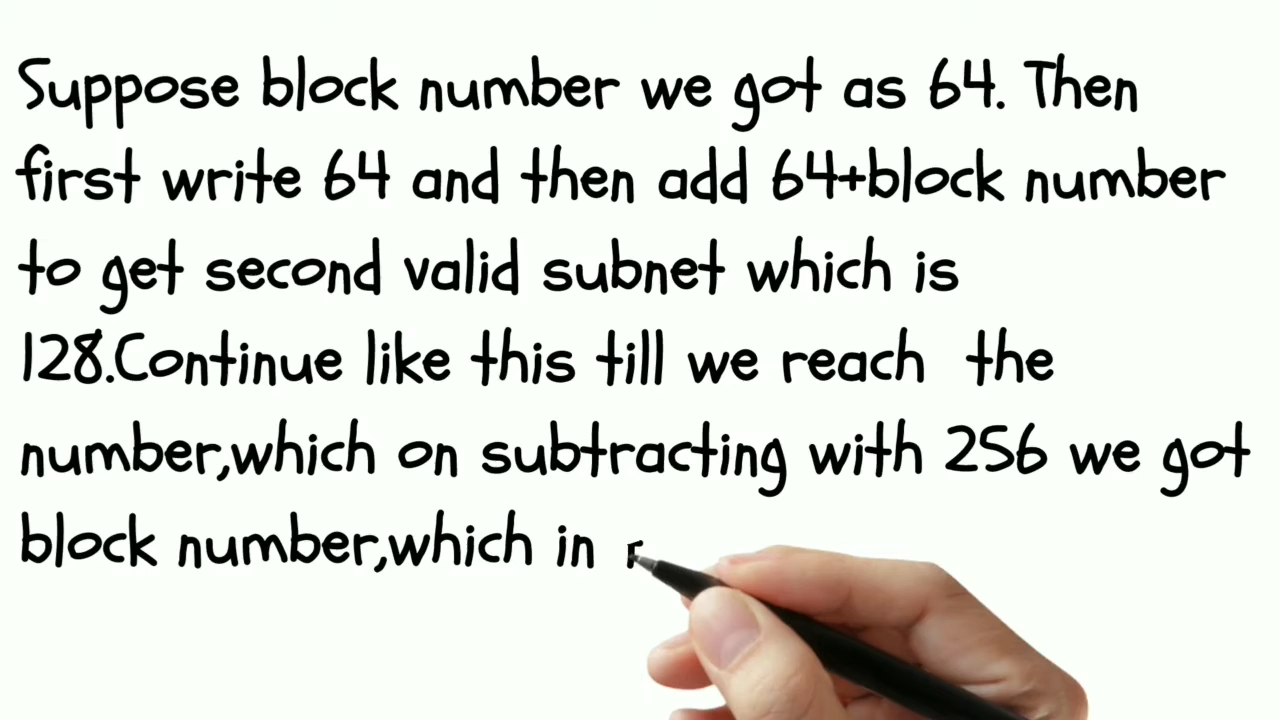 Suppose block number we got as 64. Then
first write 64 and then add 64+block number
to get second valid subnet which is
128.Continue like this till we reach the
number,which on subtracting with 256 we got
block number,which in